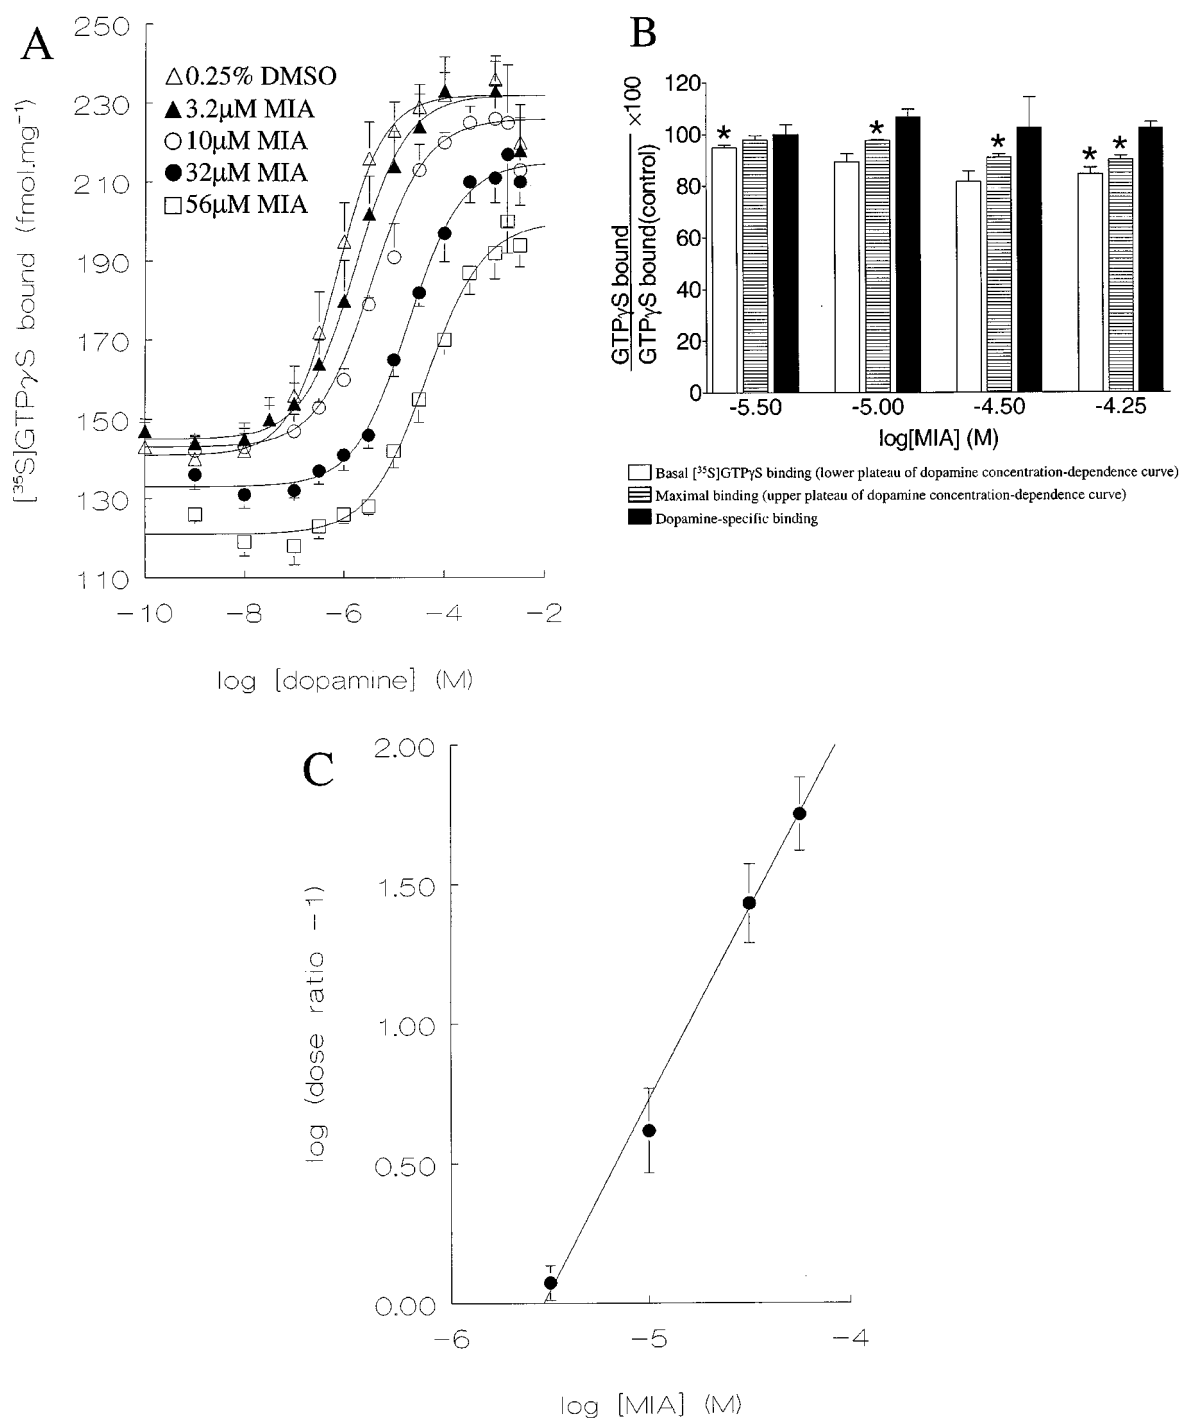 A
250
230
210
190
170
150
130
110
[³⁵S]GTPγS bound (fmol.mg⁻¹)
△0.25% DMSO
▲3.2μM MIA
○10μM MIA
●32μM MIA
□56μM MIA
−10 −8 −6 −4 −2
log [dopamine] (M)
B
120
100
80
60
40
20
0
GTPγS bound
GTPγS bound(control)
×100
* * * * *
-5.50 -5.00 -4.50 -4.25
log[MIA] (M)
Basal [³⁵S]GTPγS binding (lower plateau of dopamine concentration-dependence curve)
Maximal binding (upper plateau of dopamine concentration-dependence curve)
Dopamine-specific binding
C
2.00
1.50
1.00
0.50
0.00
log (dose ratio −1)
−6 −5 −4
log [MIA] (M)